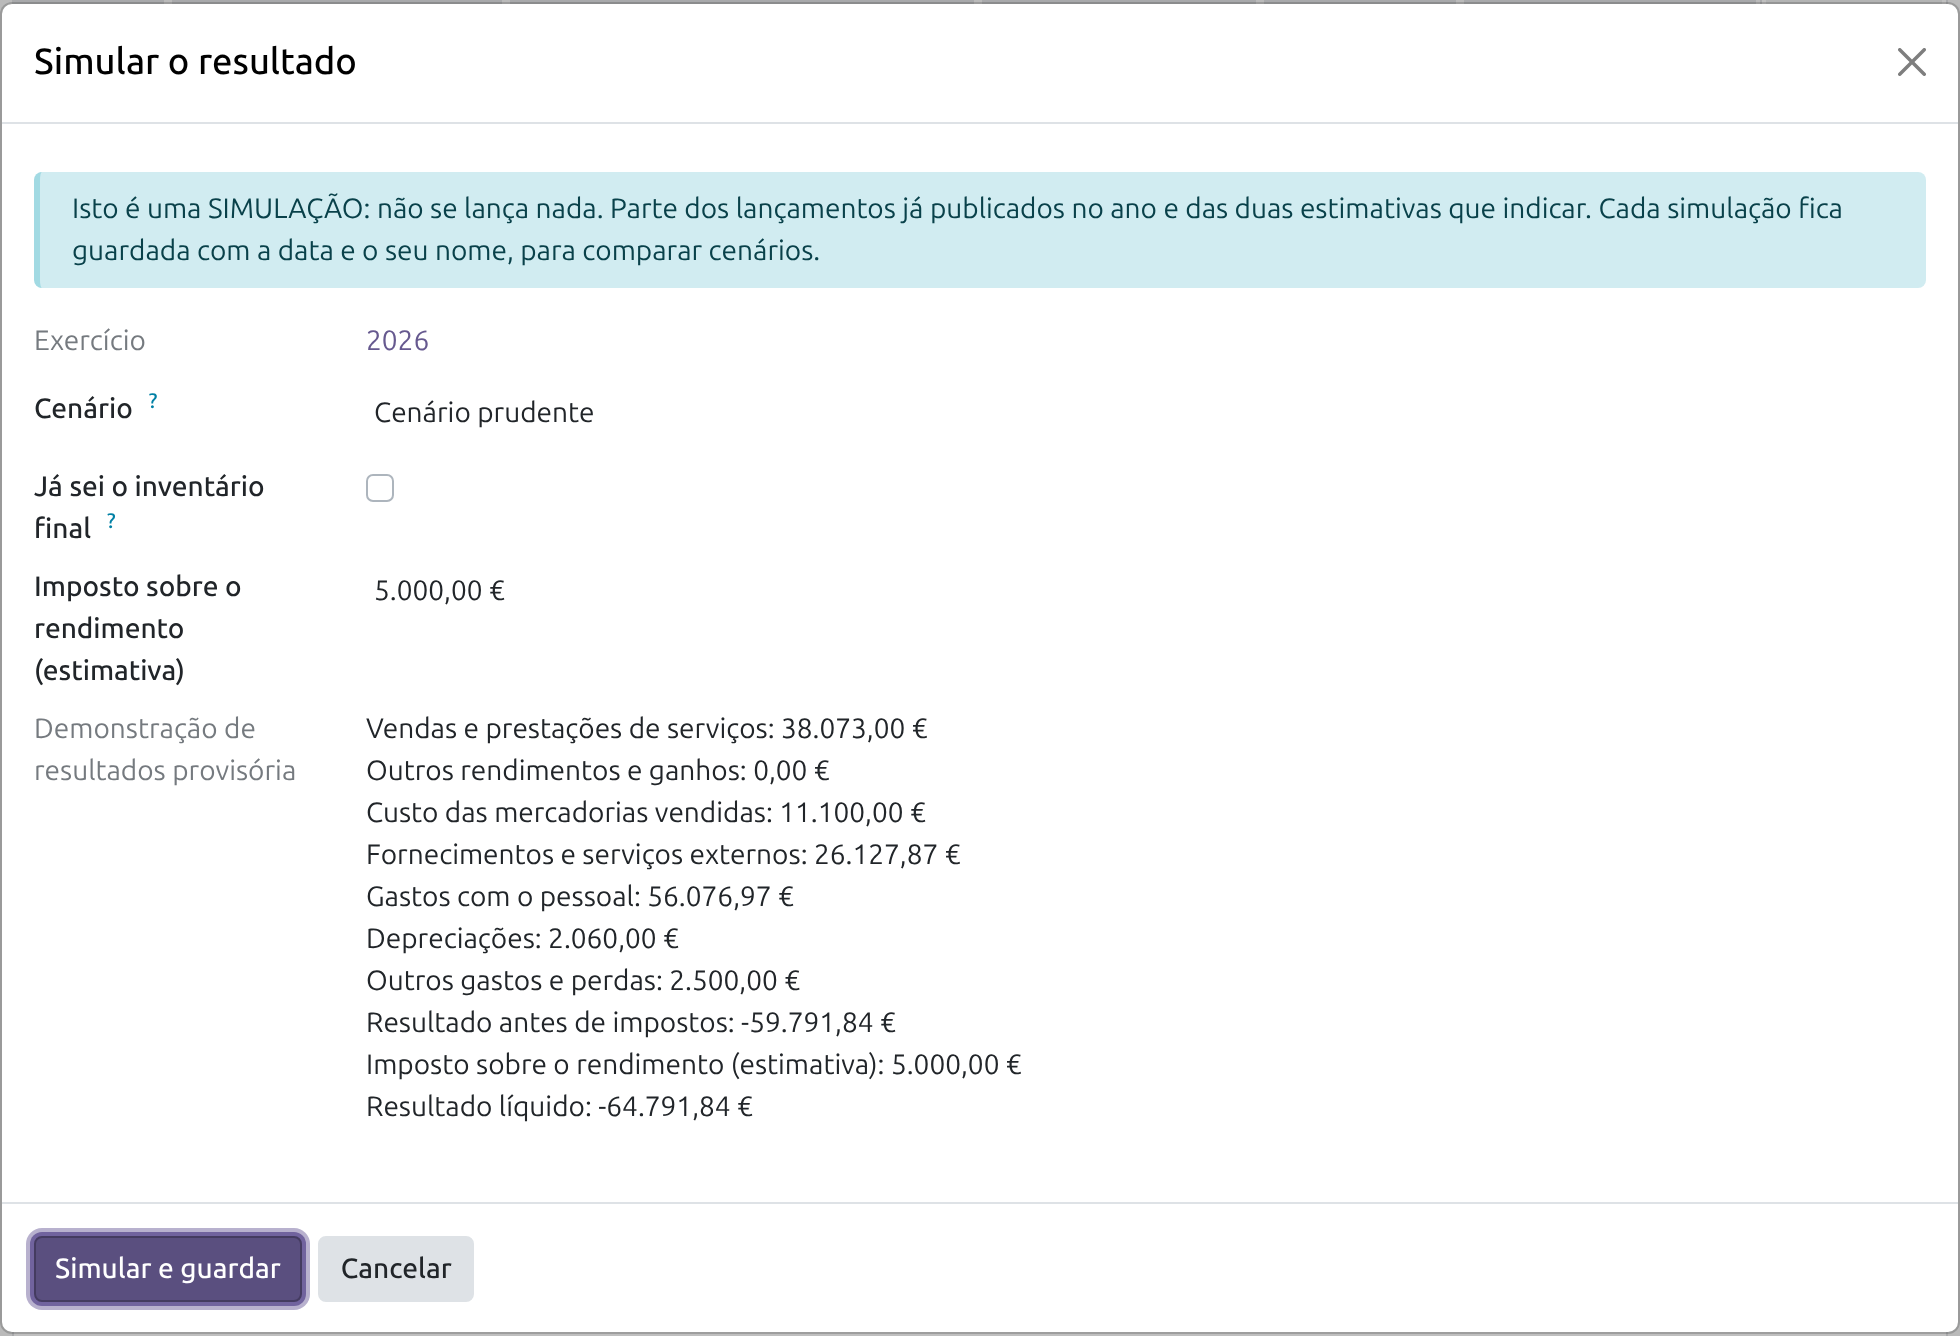 Simular o resultado
Isto é uma SIMULAÇÃO: não se lança nada. Parte dos lançamentos já publicados no ano e das duas estimativas que indicar. Cada simulação fica
guardada com a data e o seu nome, para comparar cenários.
Exercício 2026
Cenário ? Cenário prudente
Já sei o inventário
final ?
Imposto sobre o 5.000,00 €
rendimento
(estimativa)
Demonstração de
resultados provisória
Vendas e prestações de serviços: 38.073,00 €
Outros rendimentos e ganhos: 0,00 €
Custo das mercadorias vendidas: 11.100,00 €
Fornecimentos e serviços externos: 26.127,87 €
Gastos com o pessoal: 56.076,97 €
Depreciações: 2.060,00 €
Outros gastos e perdas: 2.500,00 €
Resultado antes de impostos: -59.791,84 €
Imposto sobre o rendimento (estimativa): 5.000,00 €
Resultado líquido: -64.791,84 €
Simular e guardar Cancelar